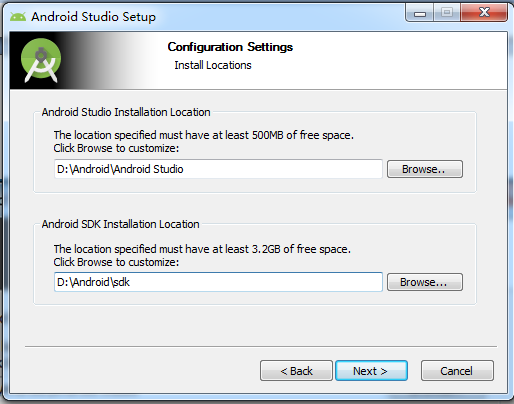 Android Studio Setup
Configuration Settings
Install Locations
Android Studio Installation Location
The location specified must have at least 500MB of free space.
Click Browse to customize:
D:\Android\Android Studio
Browse..
Android SDK Installation Location
The location specified must have at least 3.2GB of free space.
Click Browse to customize:
D:\Android\sdk
Browse...
< Back
Next >
Cancel